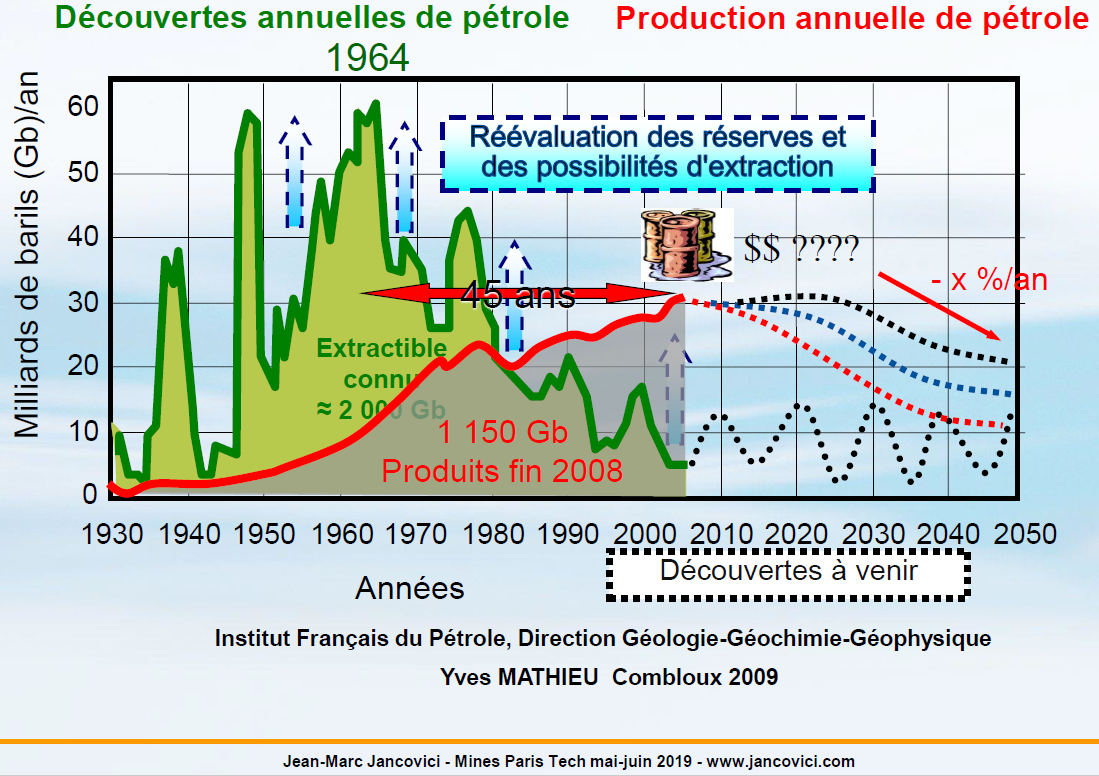 Découvertes annuelles de pétrole
Production annuelle de pétrole
1964
Milliards de barils (Gb)/an
60
50
40
30
20
10
0
Réévaluation des réserves et
des possibilités d'extraction
$$ ????
- x %/an
45 ans
Extractible
connu
≈ 2 000 Gb
1 150 Gb
Produits fin 2008
1930 1940 1950 1960 1970 1980 1990 2000 2010 2020 2030 2040 2050
Découvertes à venir
Années
Institut Français du Pétrole, Direction Géologie-Géochimie-Géophysique
Yves MATHIEU Combloux 2009
Jean-Marc Jancovici - Mines Paris Tech mai-juin 2019 - www.jancovici.com